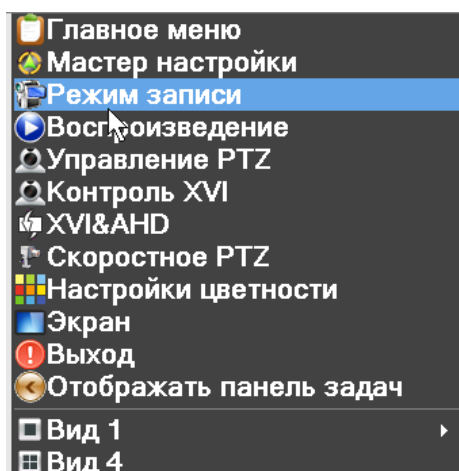 Главное меню
Мастер настройки
Режим записи
Воспроизведение
Управление PTZ
Контроль XVI
XVI&AHD
Скоростное PTZ
Настройки цветности
Экран
Выход
Отображать панель задач
Вид 1
Вид 4